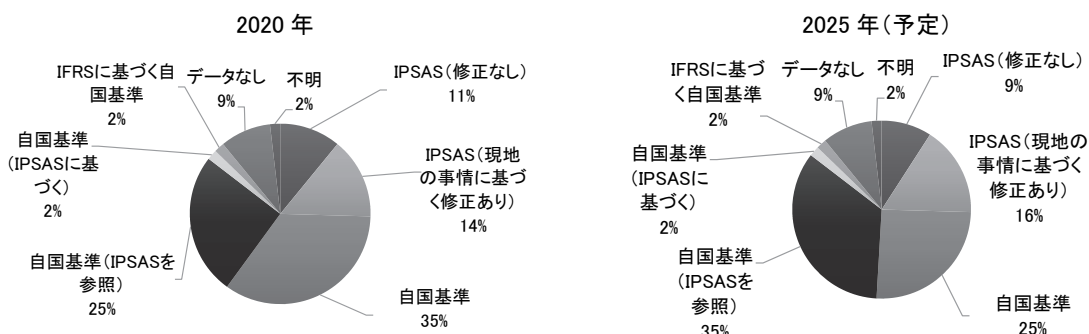 2020 年
IFRSに基づく自
国基準
2%
データなし
9%
不明
2%
IPSAS(修正なし)
11%
自国基準
(IPSASに基
づく)
2%
IPSAS(現地
の事情に基づ
く修正あり)
14%
自国基準(IPSASを
参照)
25%
自国基準
35%
2025 年(予定)
IFRSに基づ
く自国基準
2%
データなし
9%
不明
2%
IPSAS(修正なし)
9%
自国基準
(IPSASに
基づく)
2%
IPSAS(現地の
事情に基づく
修正あり)
16%
自国基準
(IPSASを
参照)
35%
自国基準
25%